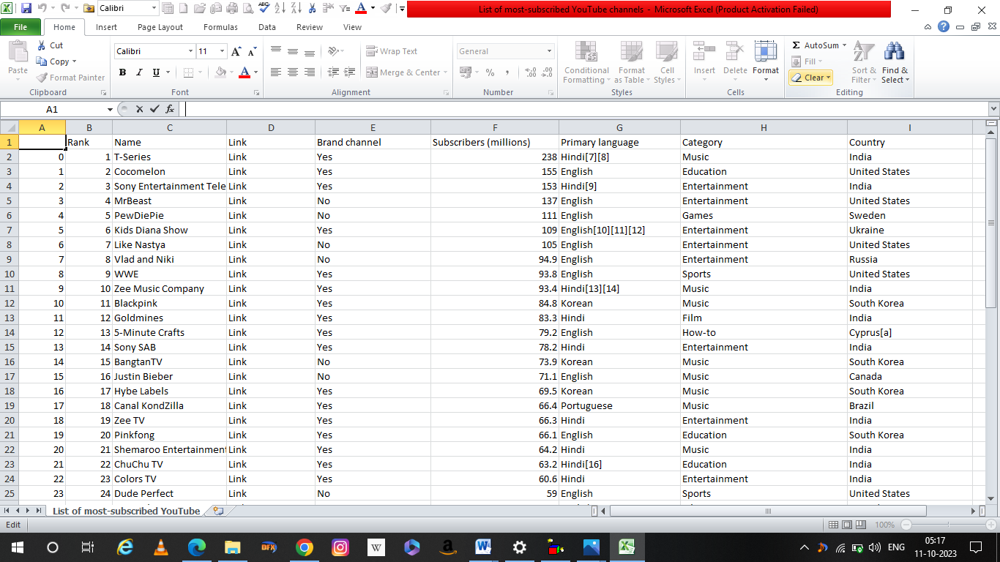 Calibri
List of most-subscribed YouTube channels - Microsoft Excel (Product Activation Failed)
File Home Insert Page Layout Formulas Data Review View
Paste Cut Copy Format Painter Clipboard
Calibri 11 B I U Font
Wrap Text Merge & Center Alignment
General % , Number
Conditional Formatting Format as Table Cell Styles Styles
Insert Delete Format Cells
AutoSum Fill Clear Sort & Filter Find & Select Editing
A1 fx
A B C D E F G H I
1 Rank Name Link Brand channel Subscribers (millions) Primary language Category Country
2 0 1 T-Series Link Yes 238 Hindi[7][8] Music India
3 1 2 Cocomelon Link Yes 155 English Education United States
4 2 3 Sony Entertainment Tele Link Yes 153 Hindi[9] Entertainment India
5 3 4 MrBeast Link No 137 English Entertainment United States
6 4 5 PewDiePie Link No 111 English Games Sweden
7 5 6 Kids Diana Show Link Yes 109 English[10][11][12] Entertainment Ukraine
8 6 7 Like Nastya Link No 105 English Entertainment United States
9 7 8 Vlad and Niki Link No 94.9 English Entertainment Russia
10 8 9 WWE Link Yes 93.8 English Sports United States
11 9 10 Zee Music Company Link Yes 93.4 Hindi[13][14] Music India
12 10 11 Blackpink Link Yes 84.8 Korean Music South Korea
13 11 12 Goldmines Link Yes 83.3 Hindi Film India
14 12 13 5-Minute Crafts Link Yes 79.2 English How-to Cyprus[a]
15 13 14 Sony SAB Link Yes 78.2 Hindi Entertainment India
16 14 15 BangtanTV Link No 73.9 Korean Music South Korea
17 15 16 Justin Bieber Link No 71.1 English Music Canada
18 16 17 Hybe Labels Link Yes 69.5 Korean Music South Korea
19 17 18 Canal KondZilla Link Yes 66.4 Portuguese Music Brazil
20 18 19 Zee TV Link Yes 66.3 Hindi Entertainment India
21 19 20 Pinkfong Link Yes 66.1 English Education South Korea
22 20 21 Shemaroo Entertainment Link Yes 64.2 Hindi Music India
23 21 22 ChuChu TV Link Yes 63.2 Hindi[16] Education India
24 22 23 Colors TV Link Yes 60.6 Hindi Entertainment India
25 23 24 Dude Perfect Link No 59 English Sports United States
List of most-subscribed YouTube
Edit 100%
DFX W a W ENG 05:17
11-10-2023